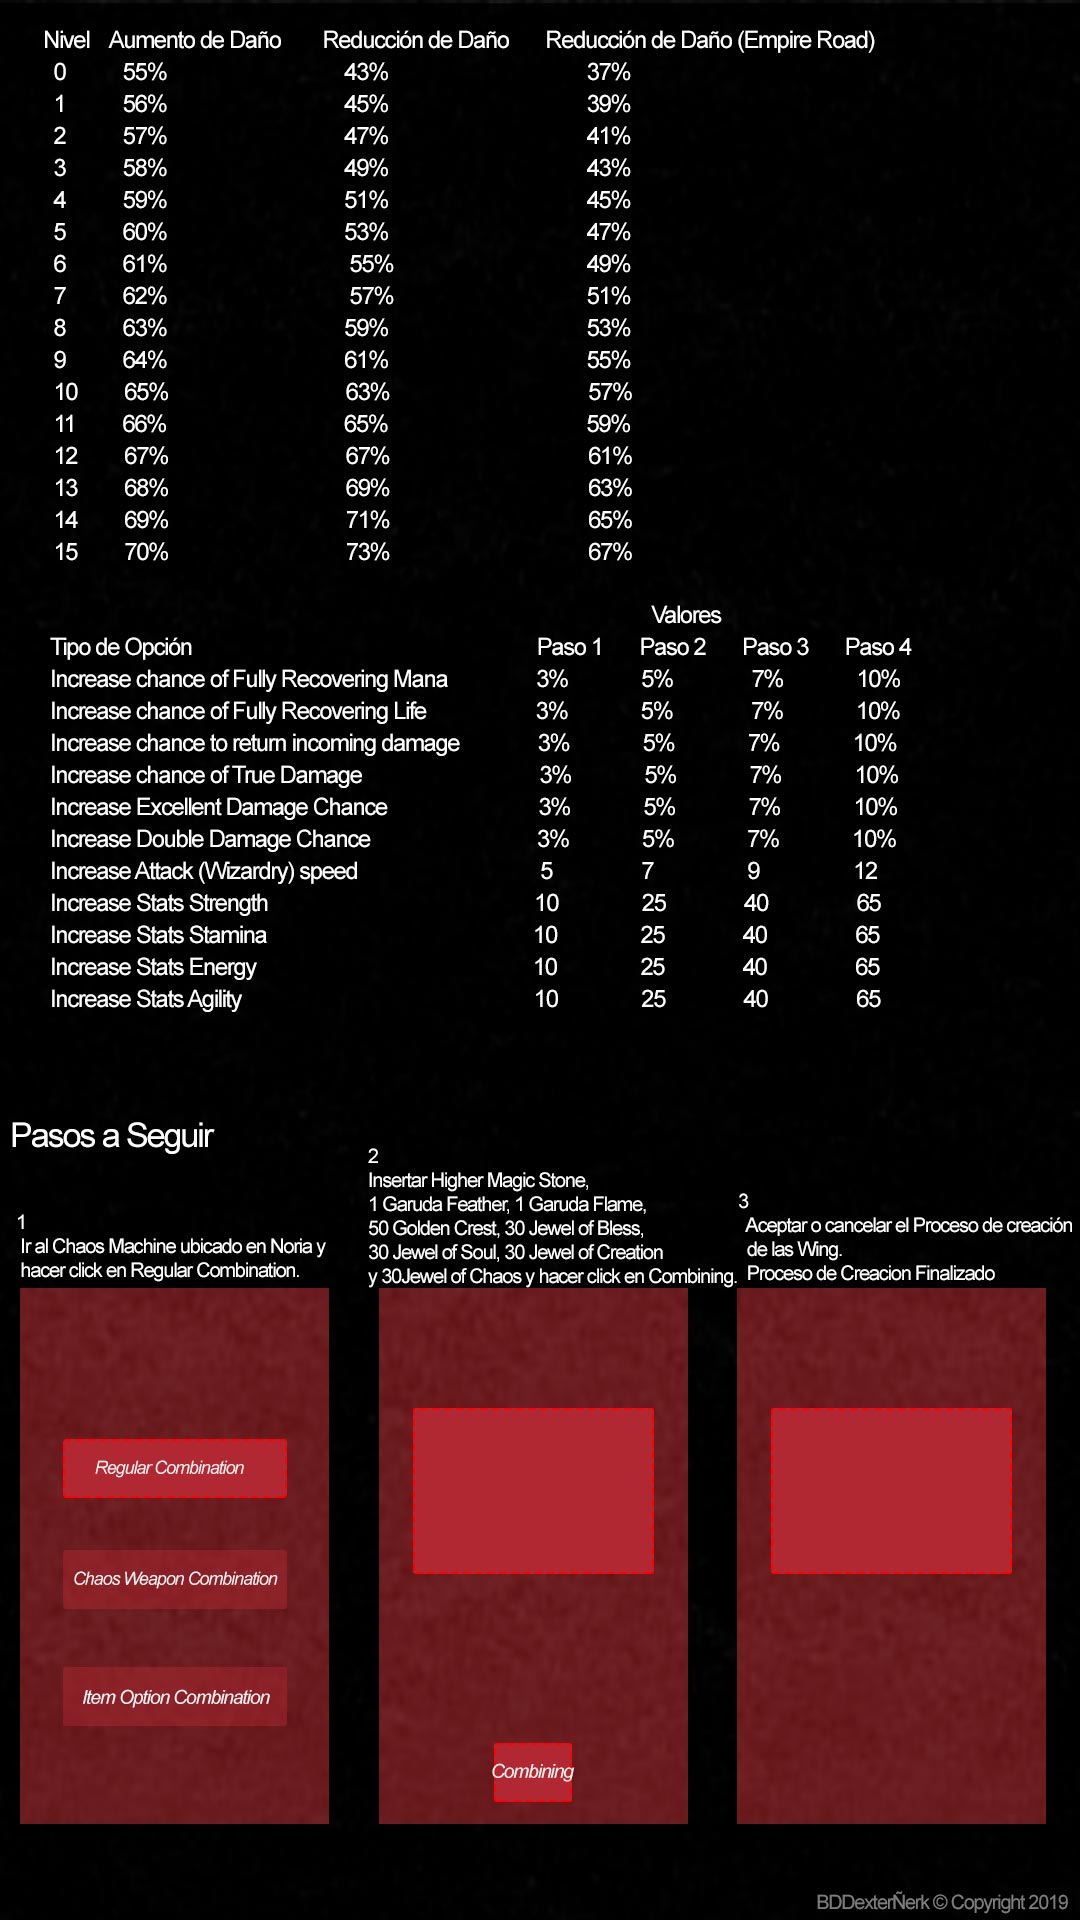 Nivel Aumento de Daño Reducción de Daño Reducción de Daño (Empire Road)
0 55% 43% 37%
1 56% 45% 39%
2 57% 47% 41%
3 58% 49% 43%
4 59% 51% 45%
5 60% 53% 47%
6 61% 55% 49%
7 62% 57% 51%
8 63% 59% 53%
9 64% 61% 55%
10 65% 63% 57%
11 66% 65% 59%
12 67% 67% 61%
13 68% 69% 63%
14 69% 71% 65%
15 70% 73% 67%
Valores
Tipo de Opción Paso 1 Paso 2 Paso 3 Paso 4
Increase chance of Fully Recovering Mana 3% 5% 7% 10%
Increase chance of Fully Recovering Life 3% 5% 7% 10%
Increase chance to return incoming damage 3% 5% 7% 10%
Increase chance of True Damage 3% 5% 7% 10%
Increase Excellent Damage Chance 3% 5% 7% 10%
Increase Double Damage Chance 3% 5% 7% 10%
Increase Attack (Wizardry) speed 5 7 9 12
Increase Stats Strength 10 25 40 65
Increase Stats Stamina 10 25 40 65
Increase Stats Energy 10 25 40 65
Increase Stats Agility 10 25 40 65
Pasos a Seguir
1
Ir al Chaos Machine ubicado en Noria y
hacer click en Regular Combination.
Regular Combination
Chaos Weapon Combination
Item Option Combination
2
Insertar Higher Magic Stone,
1 Garuda Feather, 1 Garuda Flame,
50 Golden Crest, 30 Jewel of Bless,
30 Jewel of Soul, 30 Jewel of Creation
y 30Jewel of Chaos y hacer click en Combining.
Combining
3
Aceptar o cancelar el Proceso de creación
de las Wing.
Proceso de Creacion Finalizado
BDDexterÑerk © Copyright 2019